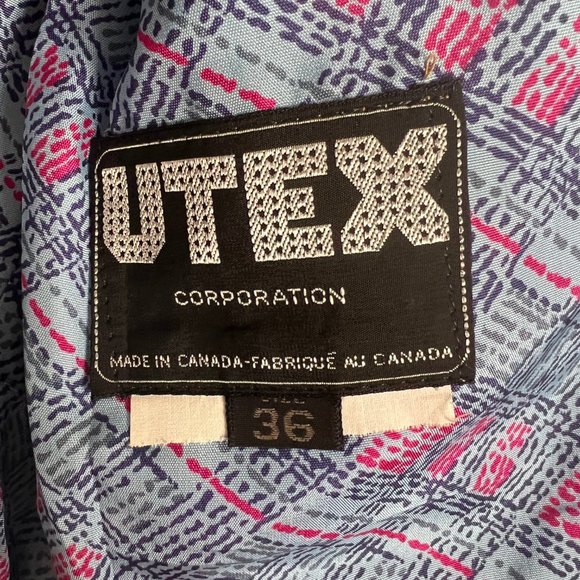 UTEX
CORPORATION
MADE IN CANADA-FABRIQUÉ AU CANADA
36